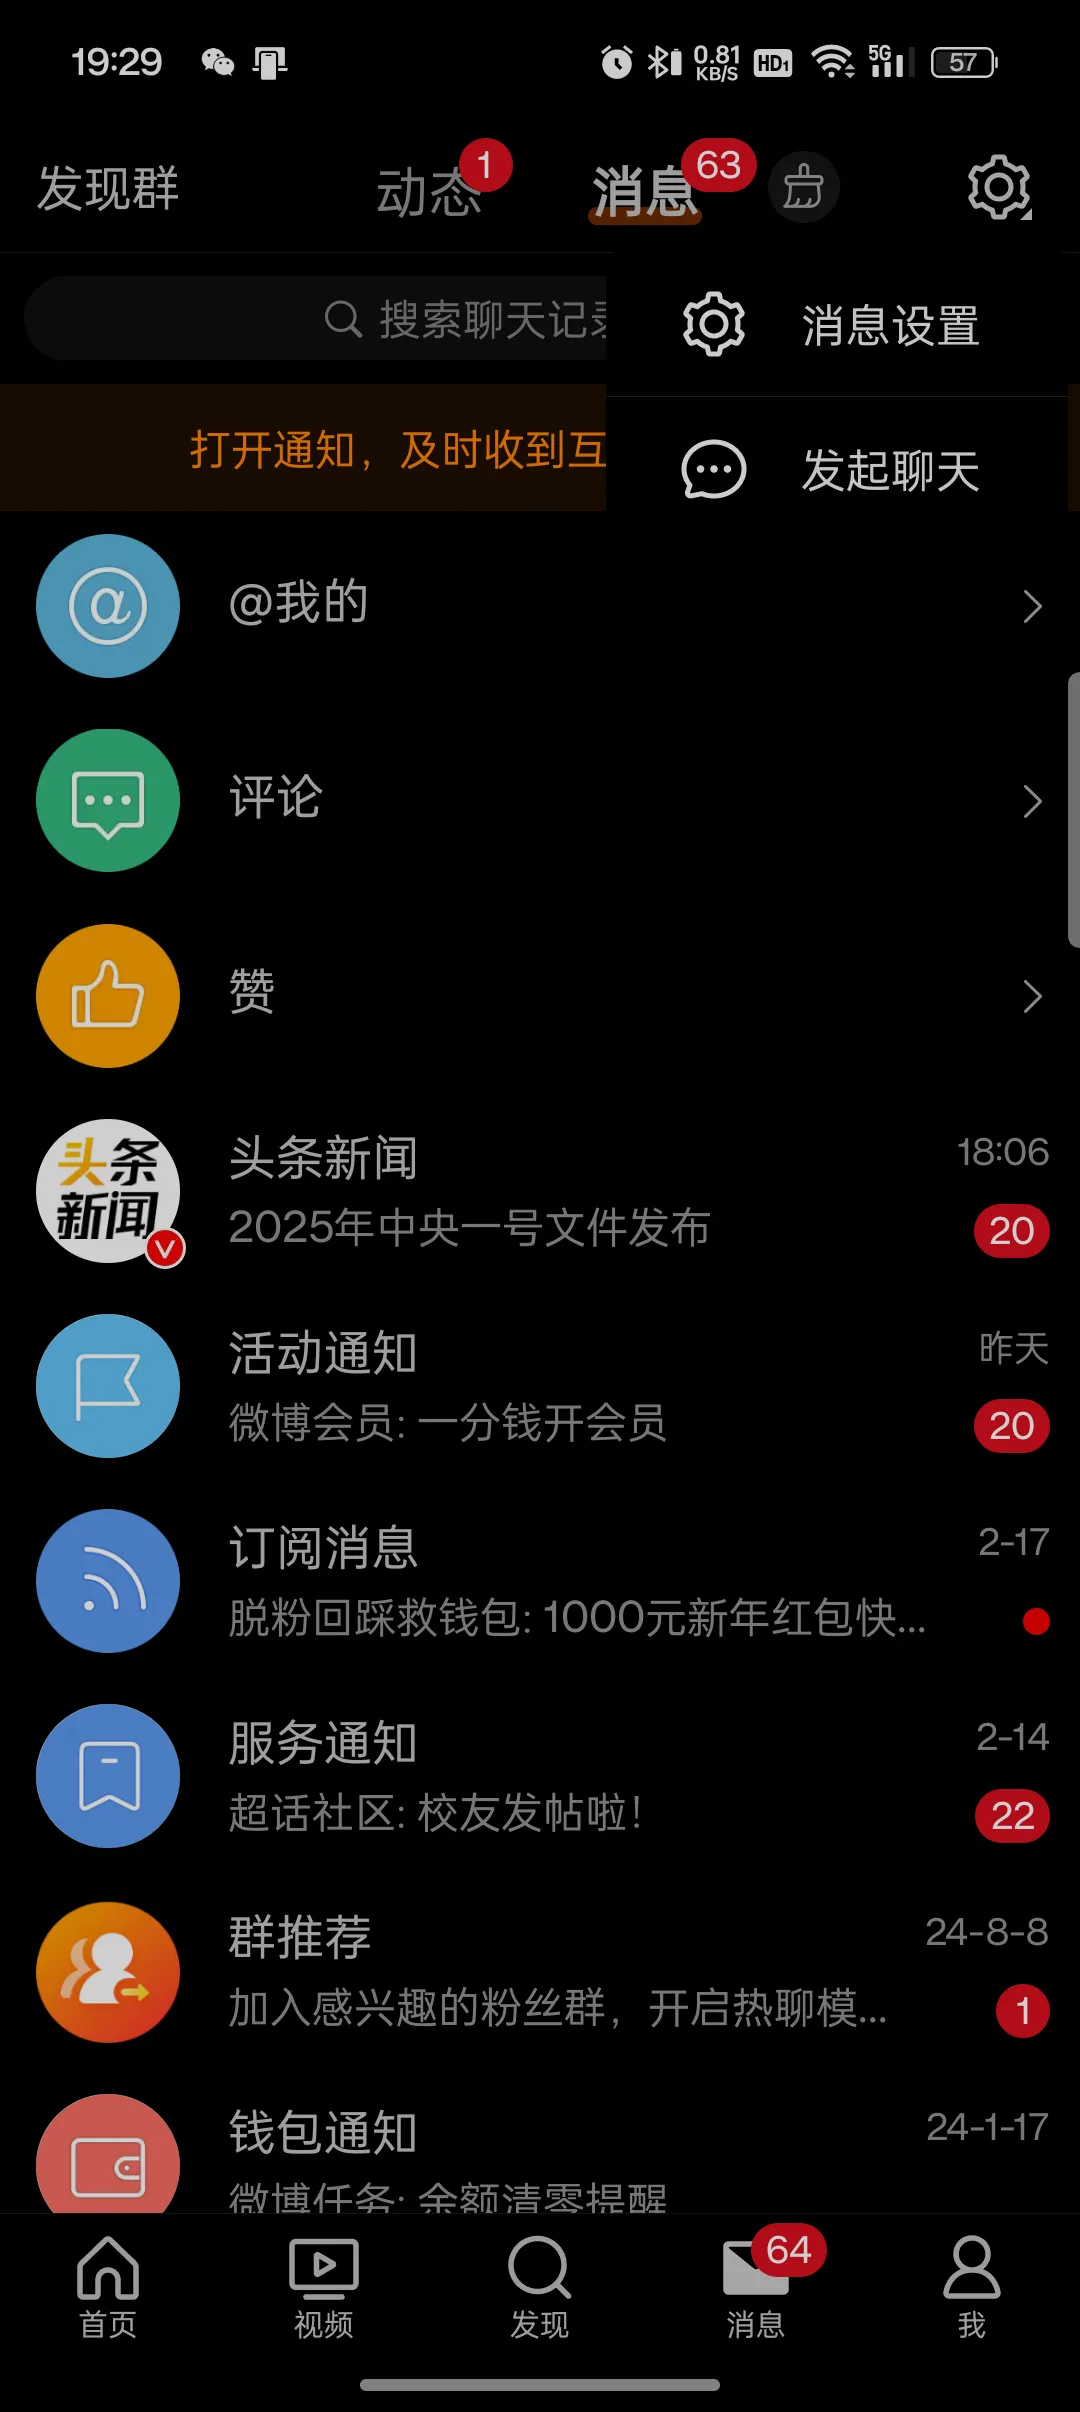 19:29
0.81 KB/S
HD1
5G
57
发现群
动态
1
消息
63
搜索聊天记录
消息设置
打开通知，及时收到互
发起聊天
@我的
评论
赞
头条新闻
头条新闻
18:06
2025年中央一号文件发布
20
活动通知
昨天
微博会员: 一分钱开会员
20
订阅消息
2-17
脱粉回踩救钱包: 1000元新年红包快...
服务通知
2-14
超话社区: 校友发帖啦!
22
群推荐
24-8-8
加入感兴趣的粉丝群，开启热聊模...
1
钱包通知
24-1-17
微博任务: 余额清零提醒
首页
视频
发现
64
消息
我